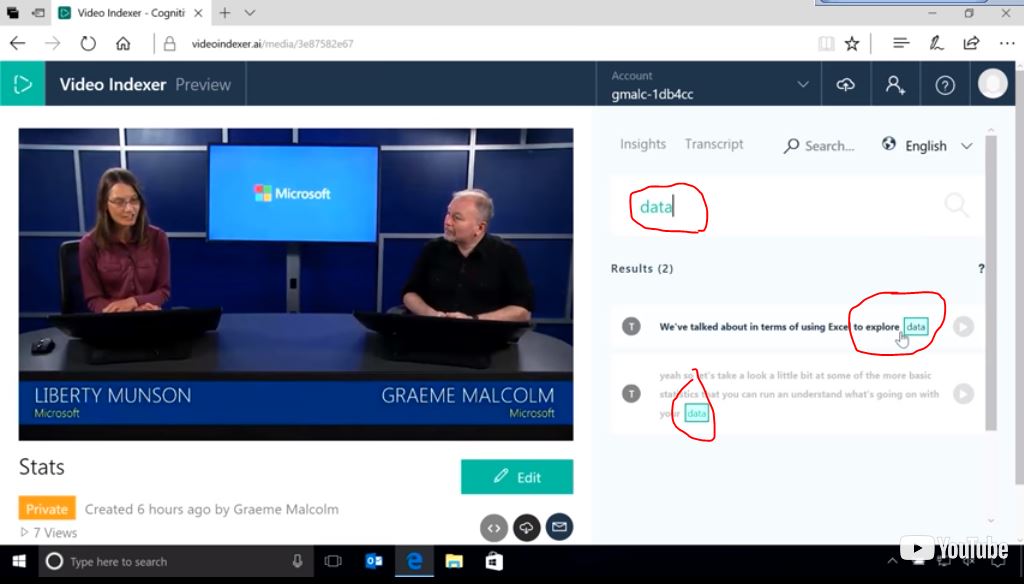 Video Indexer - Cogniti
videoindexer.ai/media/3e87582e67
Video Indexer Preview
Account
gmalc-1db4cc
Microsoft
LIBERTY MUNSON
Microsoft
GRAEME MALCOLM
Microsoft
Stats
Edit
Private
Created 6 hours ago by Graeme Malcolm
7 Views
Insights
Transcript
Search...
English
data
Results (2)
?
T
We've talked about in terms of using Excel to explore data
T
yeah so let's take a look a little bit at some of the more basic
statistics that you can run an understand what's going on with
your data
Type here to search
YouTube